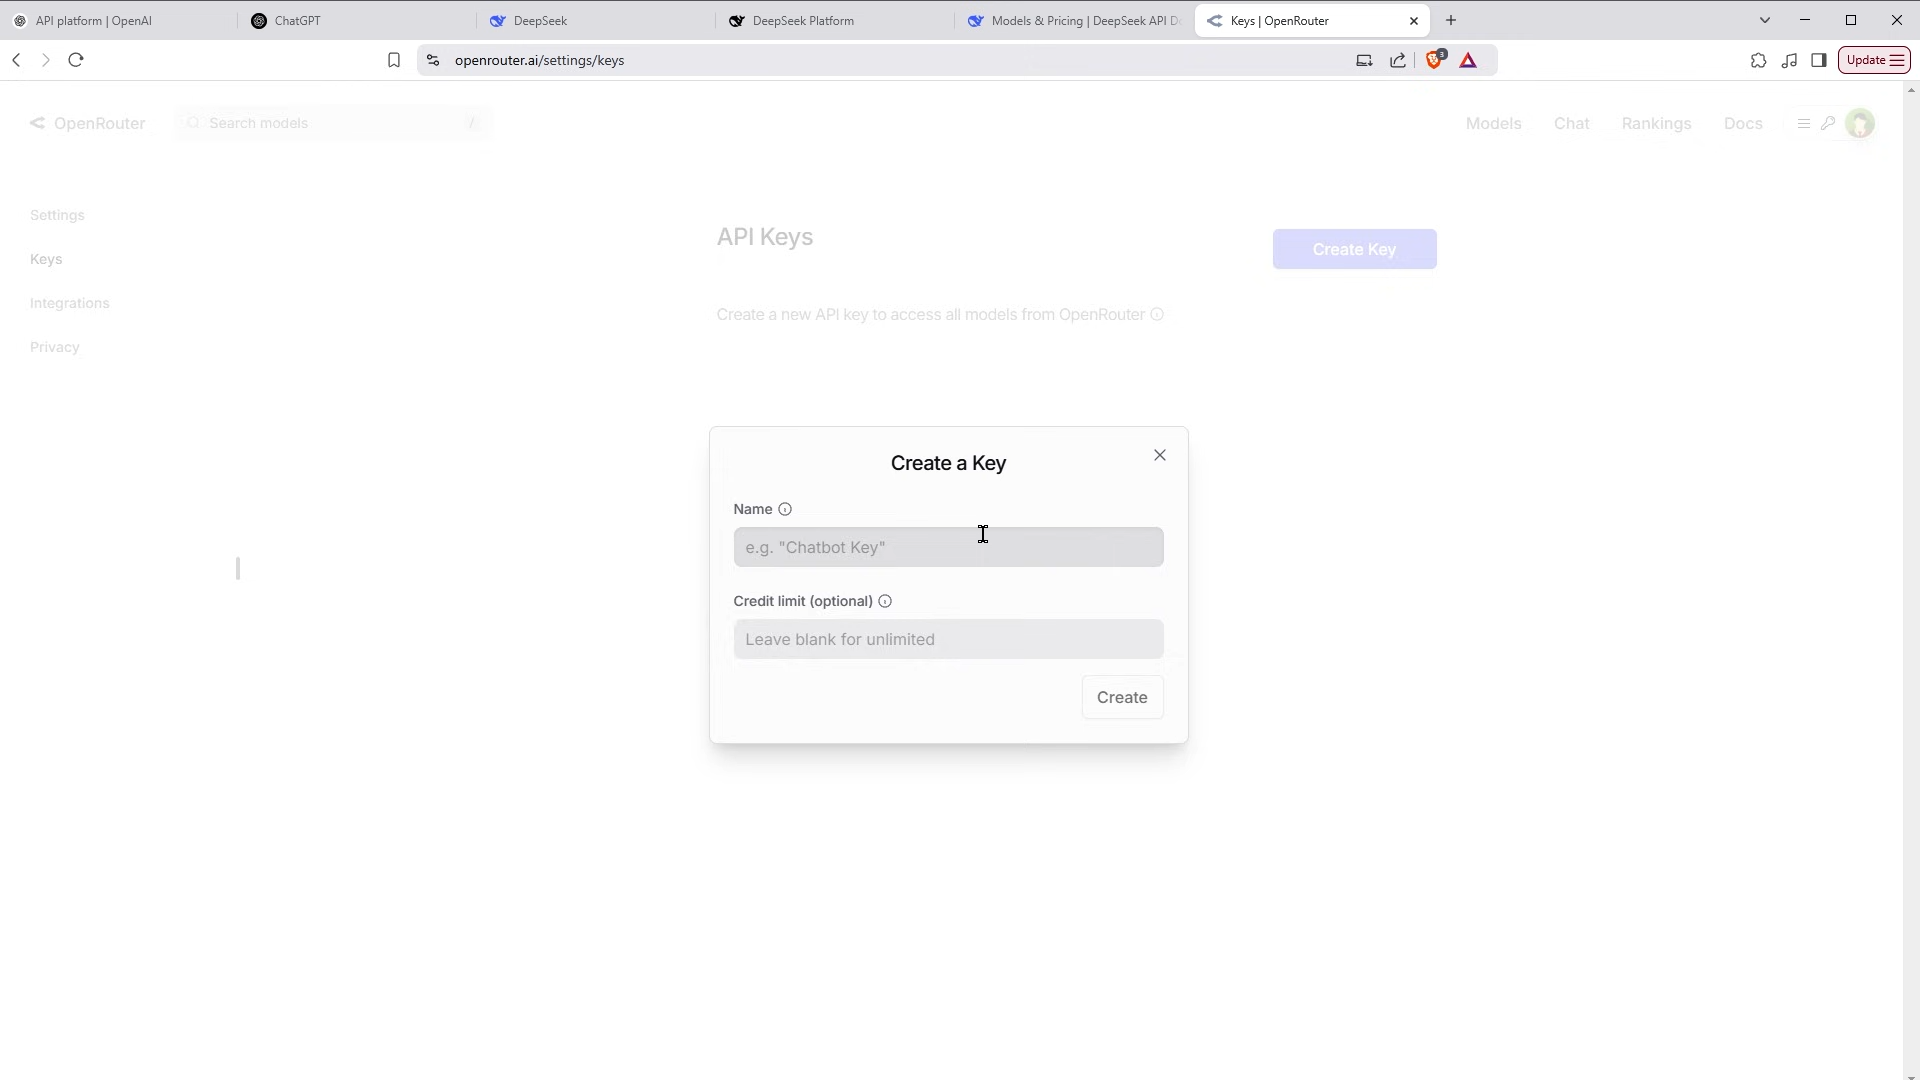 API platform | OpenAI
ChatGPT
DeepSeek
DeepSeek Platform
Models & Pricing | DeepSeek API D
Keys | OpenRouter
openrouter.ai/settings/keys
3
Update
OpenRouter
Search models
/
Models
Chat
Rankings
Docs
Settings
Keys
Integrations
Privacy
API Keys
Create Key
Create a new API key to access all models from OpenRouter
Create a Key
Name
e.g. "Chatbot Key"
Credit limit (optional)
Leave blank for unlimited
Create